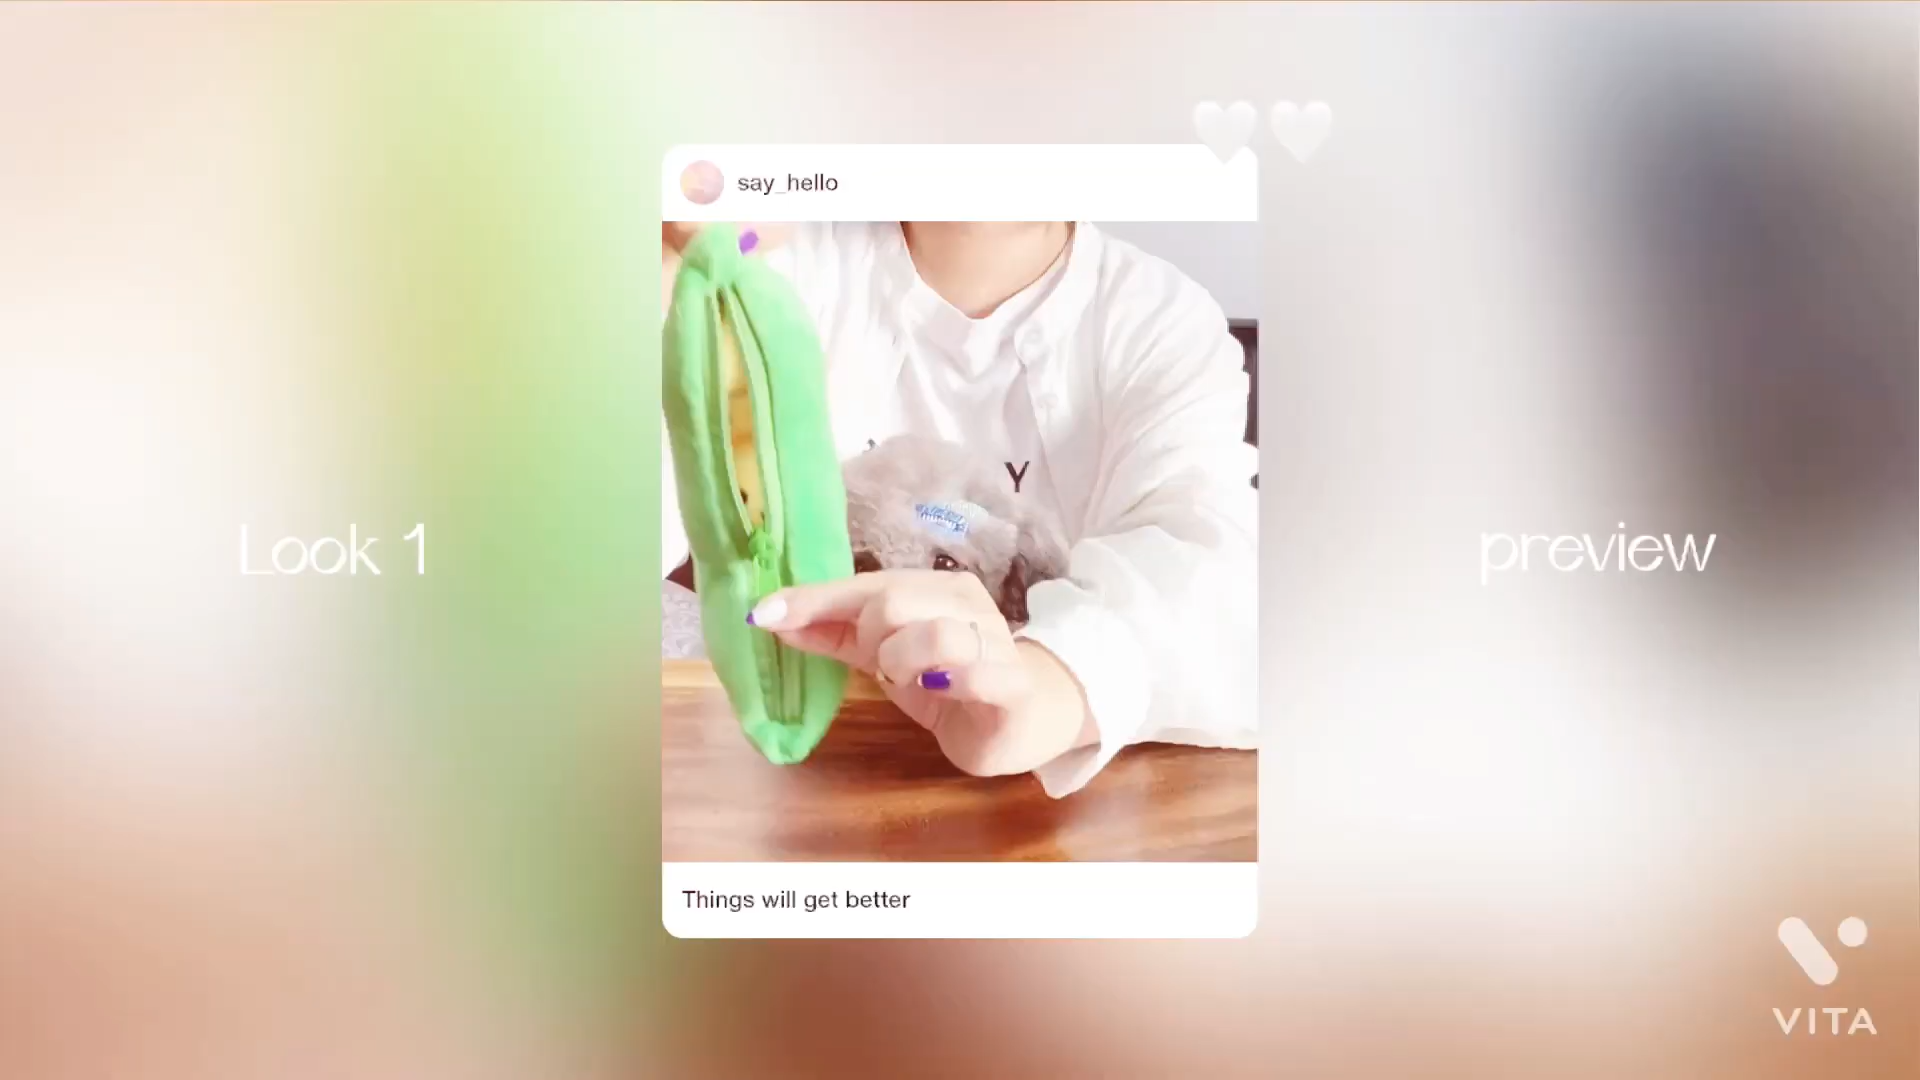 say_hello
Y
Look 1
preview
Things will get better
VITA